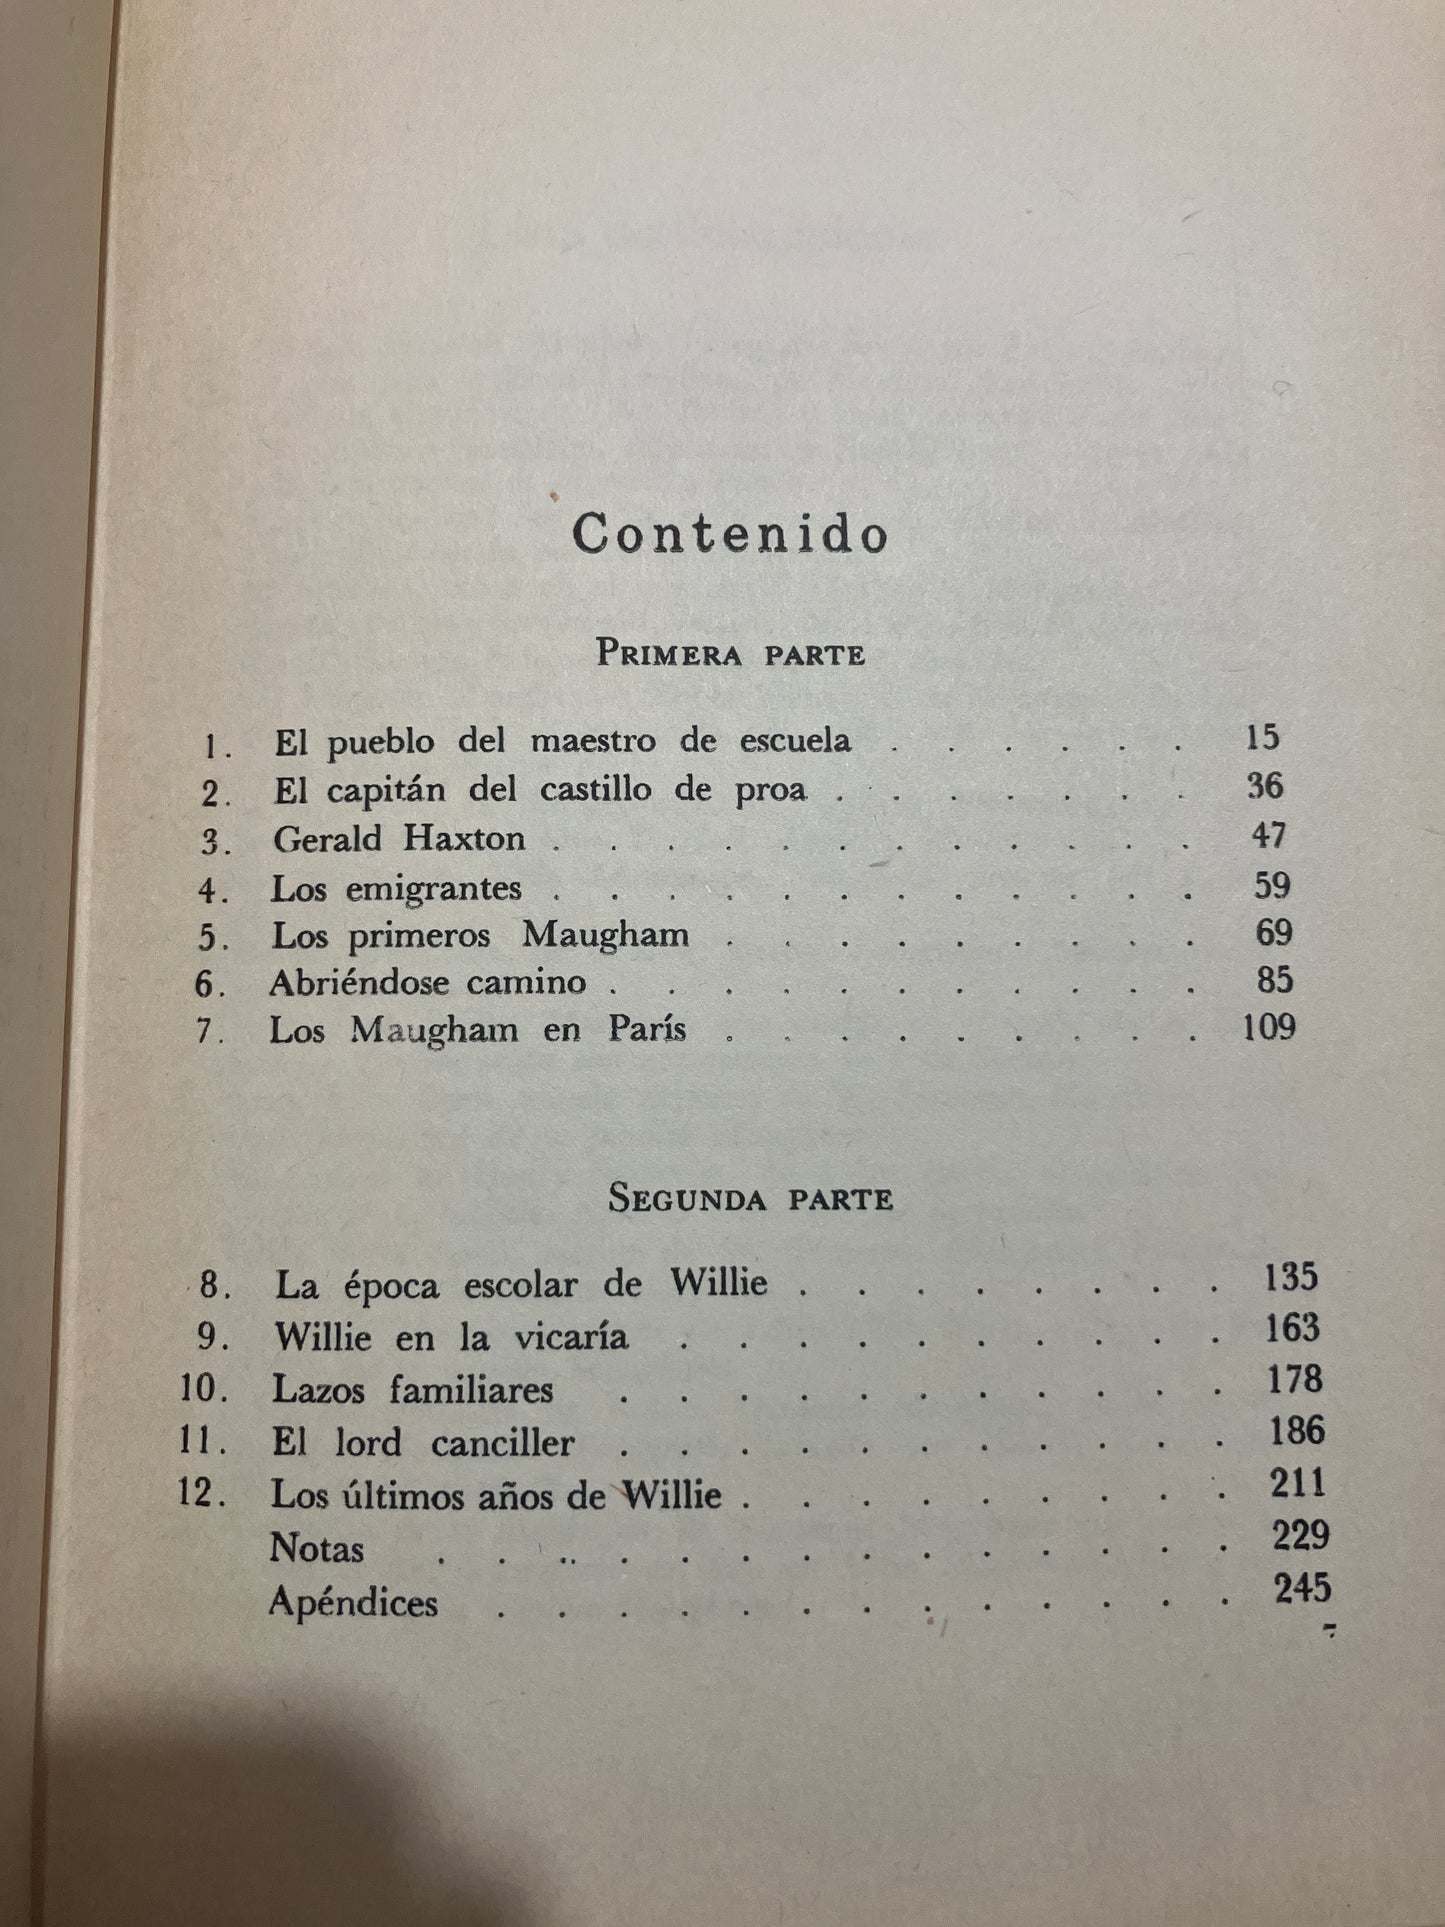 Contenido
Primera parte
1. El pueblo del maestro de escuela . . . . . . 15
2. El capitán del castillo de proa . . . . . . . 36
3. Gerald Haxton . . . . . . . . . . . . 47
4. Los emigrantes . . . . . . . . . . . . 59
5. Los primeros Maugham . . . . . . . . . 69
6. Abriéndose camino . . . . . . . . . . . 85
7. Los Maugham en París . . . . . . . . . 109
Segunda parte
8. La época escolar de Willie . . . . . . . . 135
9. Willie en la vicaría . . . . . . . . . . 163
10. Lazos familiares . . . . . . . . . . . 178
11. El lord canciller . . . . . . . . . . . 186
12. Los últimos años de Willie . . . . . . . . . 211
Notas . . . . . . . . . . . . . . 229
Apéndices . . . . . . . . . . . . . 245